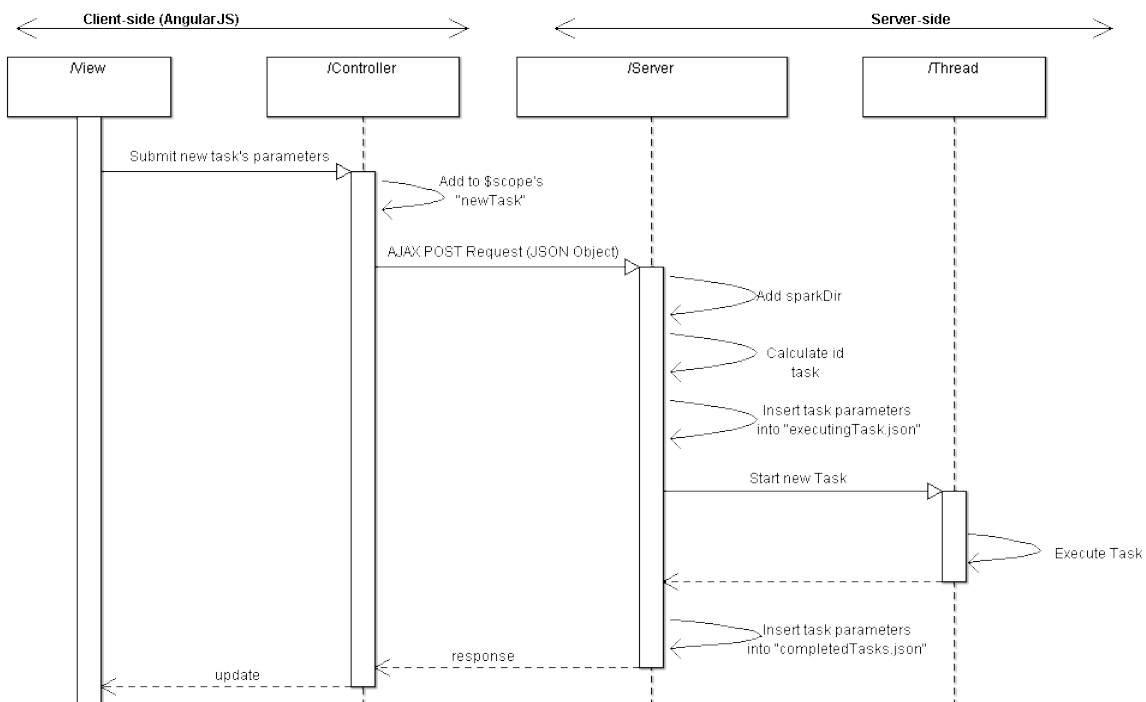 Client-side (AngularJS)
Server-side
/View
/Controller
/Server
/Thread
Submit new task's parameters
Add to $scope's
"newTask"
AJAX POST Request (JSON Object)
Add sparkDir
Calculate id
task
Insert task parameters
into "executingTask.json"
Start new Task
Execute Task
Insert task parameters
into "completedTasks.json"
response
update